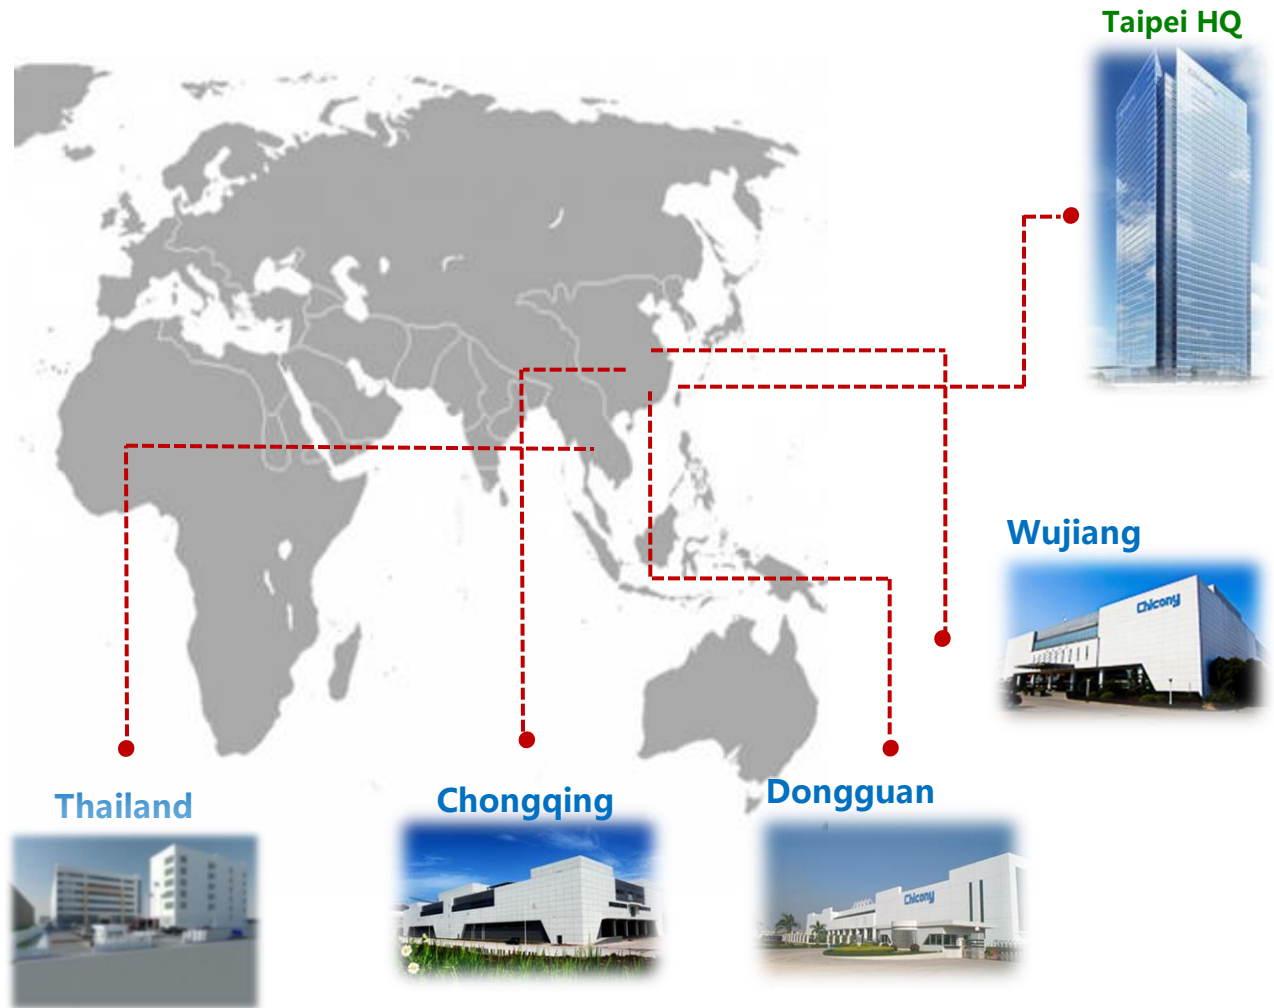 Taipei HQ
Wujiang
Chicony
Thailand
Chongqing
Dongguan
Chicony